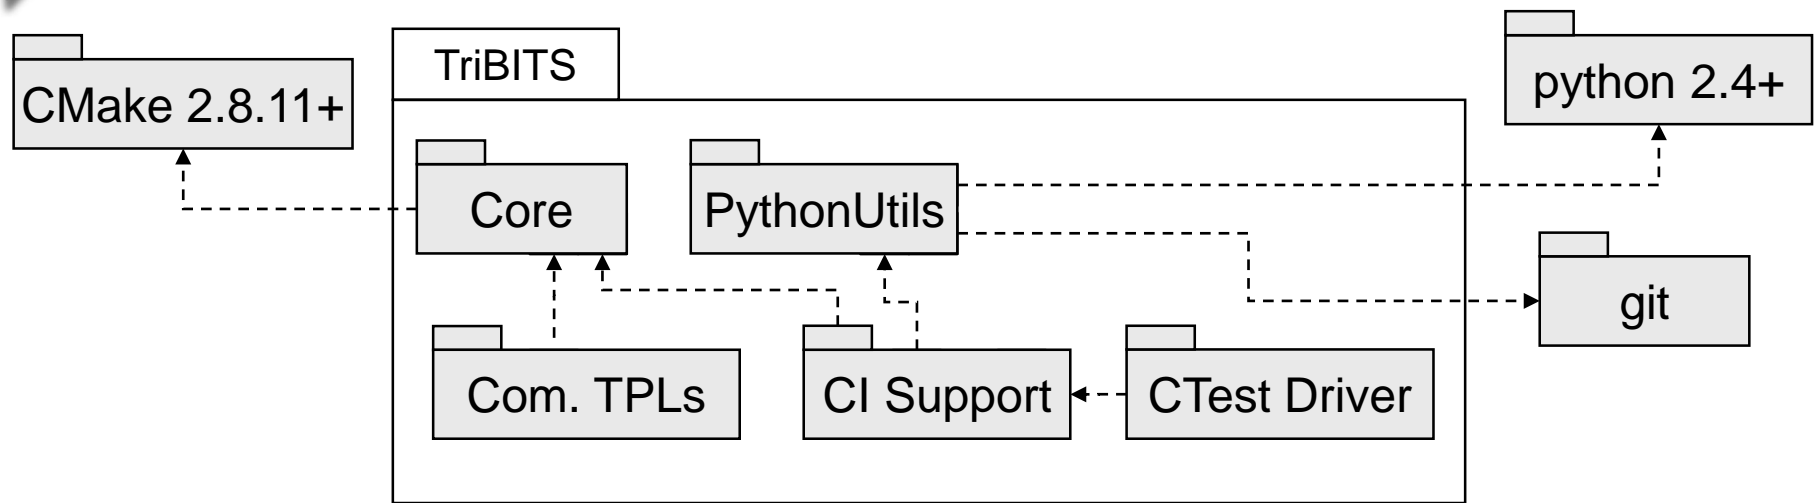 TriBITS
CMake 2.8.11+
python 2.4+
Core
PythonUtils
git
Com. TPLs
CI Support
CTest Driver